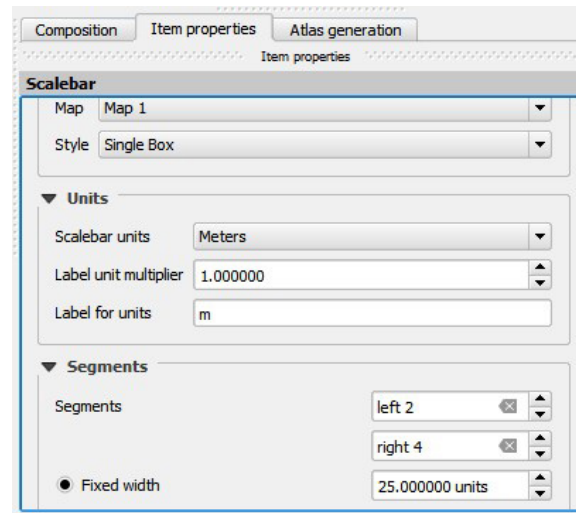 Composition Item properties Atlas generation
Item properties
Scalebar
Map Map 1
Style Single Box
Units
Scalebar units Meters
Label unit multiplier 1.000000
Label for units m
Segments
Segments left 2
right 4
Fixed width 25.000000 units